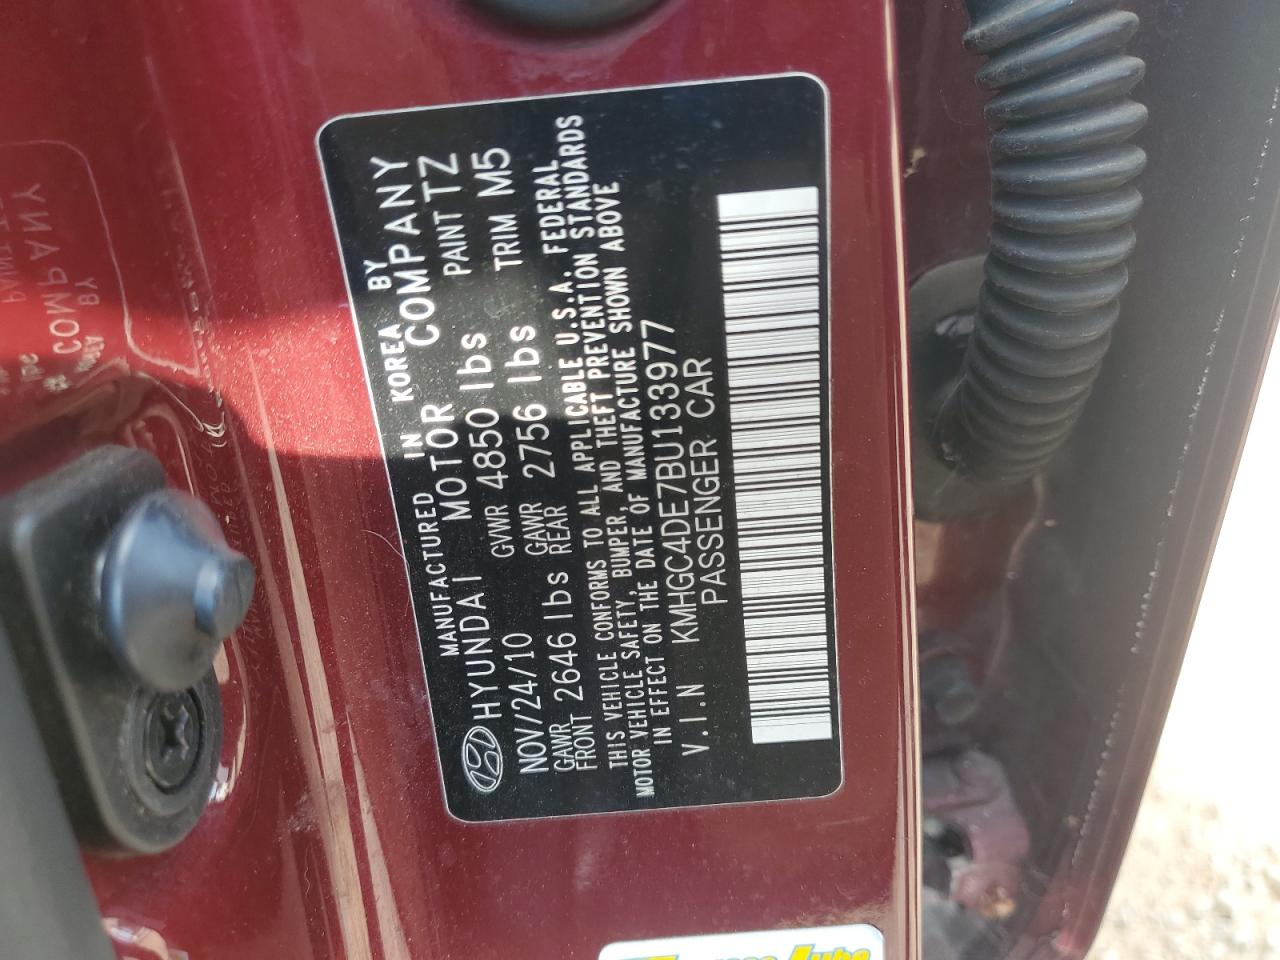 MANUFACTURED IN KOREA BY
HYUNDAI MOTOR COMPANY
NOV/24/10 GVWR 4850 lbs PAINT TZ
GAWR FRONT 2646 lbs GAWR REAR 2756 lbs TRIM M5
THIS VEHICLE CONFORMS TO ALL APPLICABLE U.S.A. FEDERAL
MOTOR VEHICLE SAFETY, BUMPER, AND THEFT PREVENTION STANDARDS
IN EFFECT ON THE DATE OF MANUFACTURE SHOWN ABOVE
V.I.N KMHGC4DE7BU133977
PASSENGER CAR
Lube